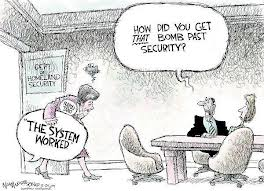 DEPT
OF
HOMELAND
SECURITY
THE SYSTEM
WORKED
HOW DID YOU GET
THAT BOMB PAST
SECURITY?